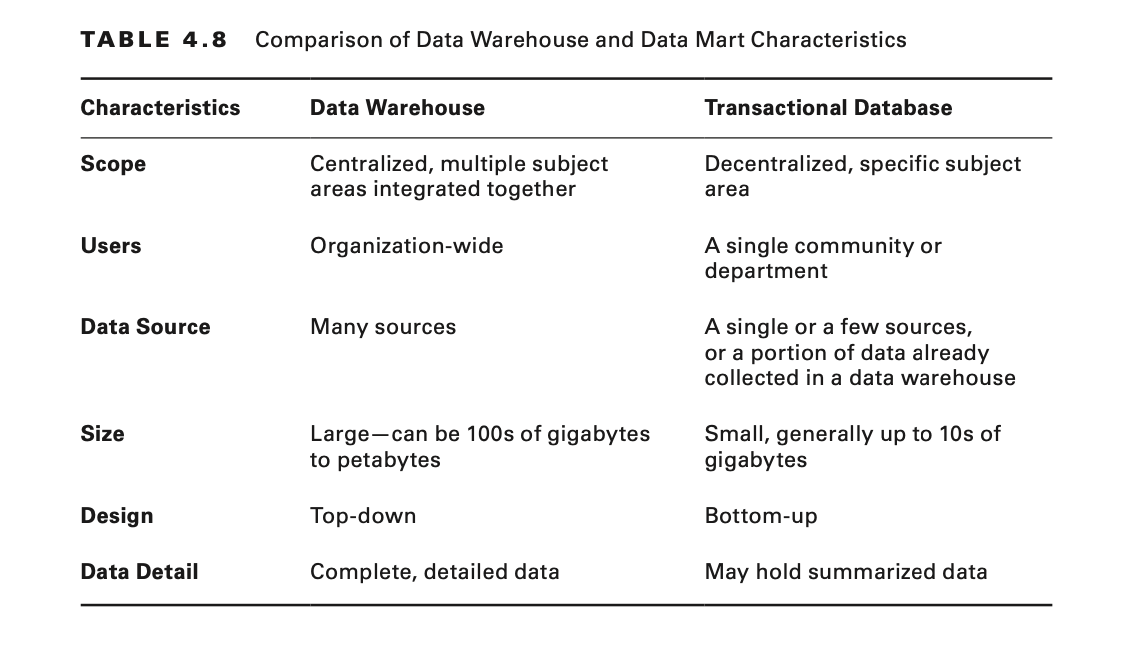 TABLE 4.8 Comparison of Data Warehouse and Data Mart Characteristics
Characteristics Data Warehouse Transactional Database
Scope Centralized, multiple subject Decentralized, specific subject
areas integrated together area
Users Organization-wide A single community or
department
Data Source Many sources A single or a few sources,
or a portion of data already
collected in a data warehouse
Size Large—can be 100s of gigabytes Small, generally up to 10s of
to petabytes gigabytes
Design Top-down Bottom-up
Data Detail Complete, detailed data May hold summarized data